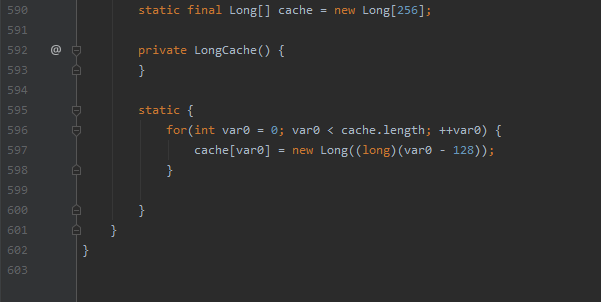 590 static final Long[] cache = new Long[256];
591
592 @ private LongCache() {
593 }
594
595 static {
596 for(int var0 = 0; var0 < cache.length; ++var0) {
597 cache[var0] = new Long((long)(var0 - 128));
598 }
599
600 }
601 }
602 }
603